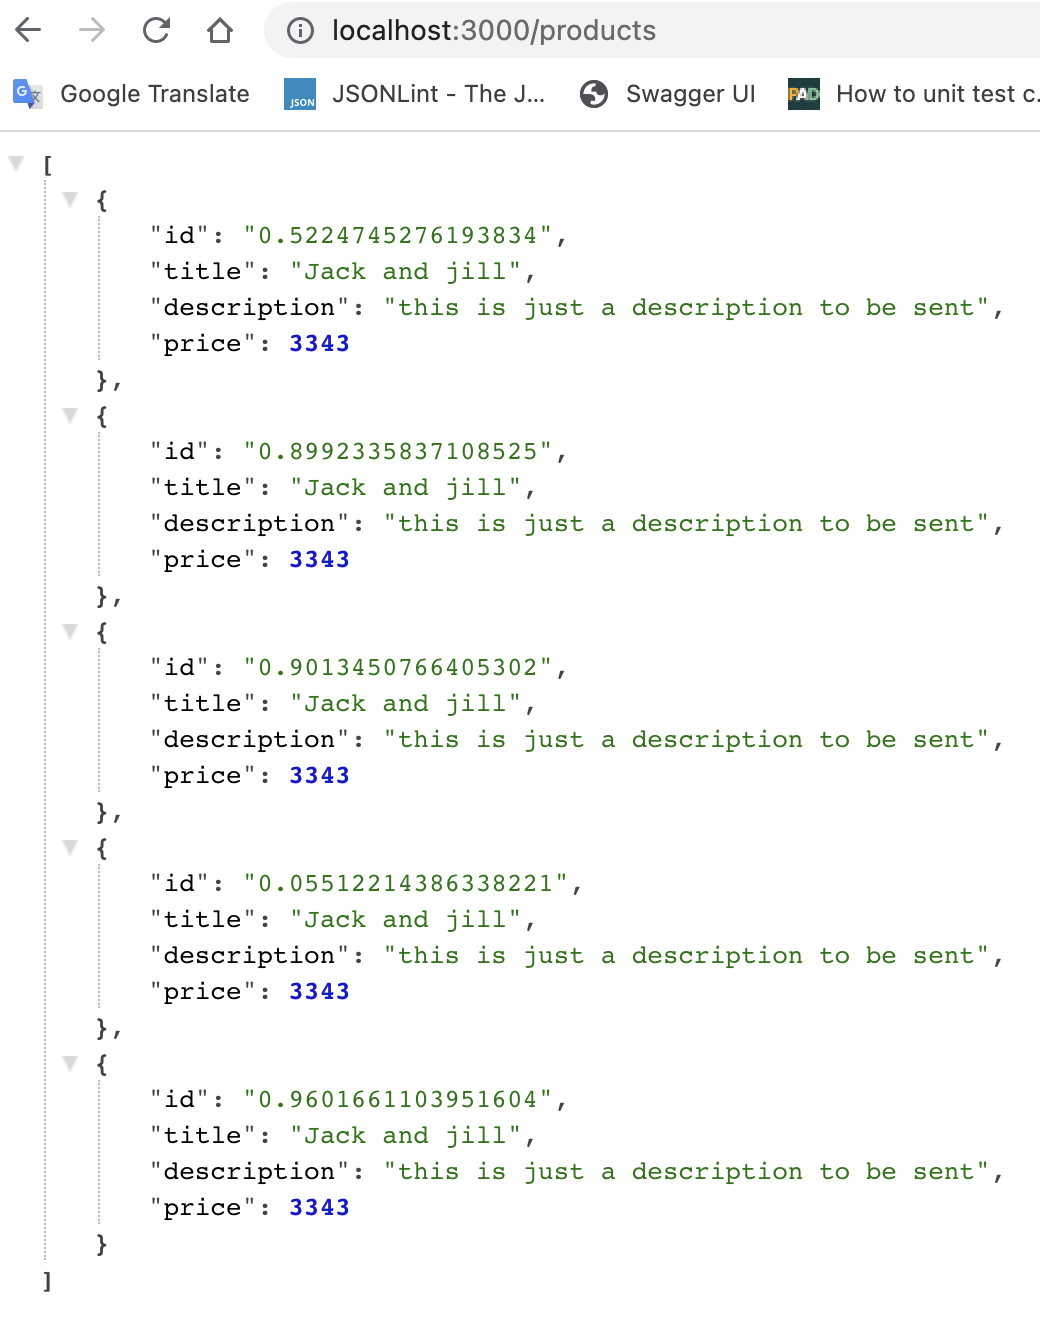 localhost:3000/products
Google Translate JSON JSONLint - The J... Swagger UI PAD How to unit test c.
[
{
"id": "0.5224745276193834",
"title": "Jack and jill",
"description": "this is just a description to be sent",
"price": 3343
},
{
"id": "0.8992335837108525",
"title": "Jack and jill",
"description": "this is just a description to be sent",
"price": 3343
},
{
"id": "0.9013450766405302",
"title": "Jack and jill",
"description": "this is just a description to be sent",
"price": 3343
},
{
"id": "0.05512214386338221",
"title": "Jack and jill",
"description": "this is just a description to be sent",
"price": 3343
},
{
"id": "0.9601661103951604",
"title": "Jack and jill",
"description": "this is just a description to be sent",
"price": 3343
}
]